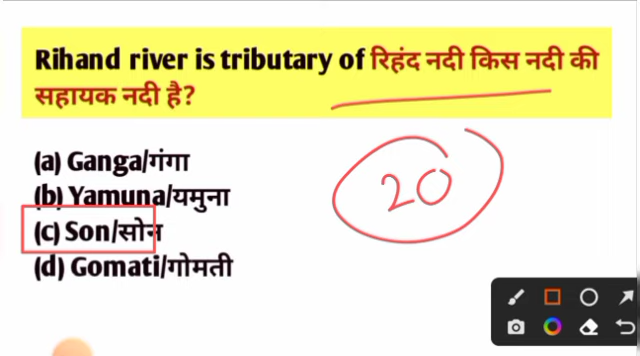 Rihand river is tributary of रिहंद नदी किस नदी की
सहायक नदी है?
(a) Ganga/गंगा
(b) Yamuna/यमुना
(c) Son/सोन
(d) Gomati/गोमती
20